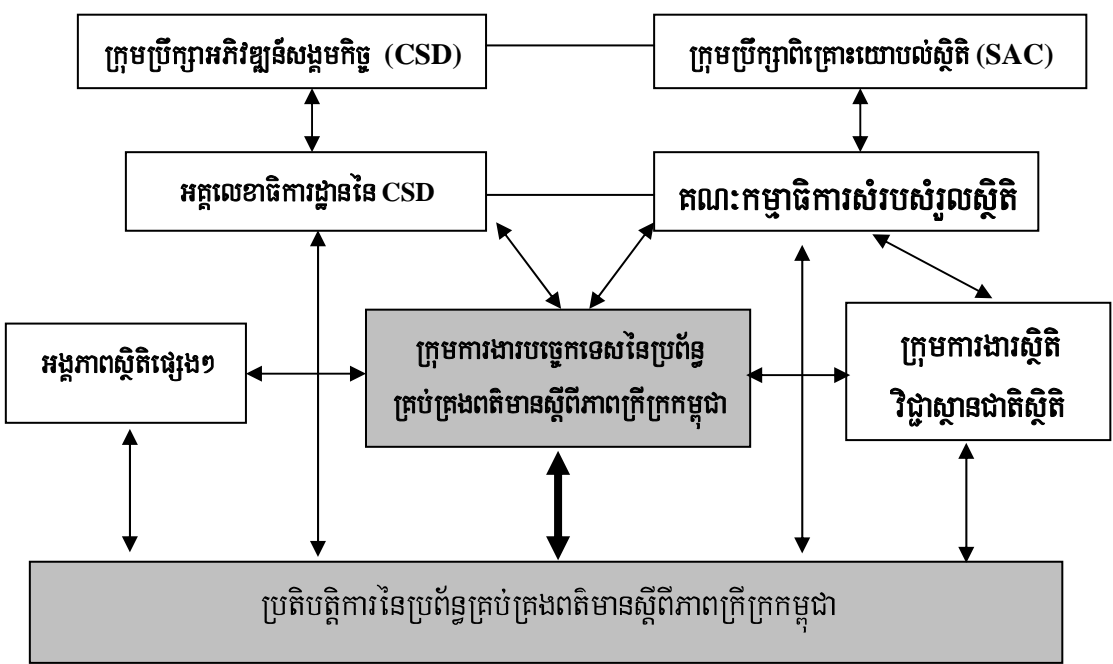 ក្រុមប្រឹក្សាអភិវឌ្ឍន៍សង្គមកិច្ច (CSD)
ក្រុមប្រឹក្សាពិគ្រោះយោបល់ស្ថិតិ (SAC)
អគ្គលេខាធិការដ្ឋាននៃ CSD
គណៈកម្មាធិការសំរបសំរួលស្ថិតិ
អង្គភាពស្ថិតិផ្សេងៗ
ក្រុមការងារបច្ចេកទេសនៃប្រព័ន្ធ
គ្រប់គ្រងពត៌មានស្តីពីភាពក្រីក្រកម្ពុជា
ក្រុមការងារស្ថិតិ
វិជ្ជាស្ថានជាតិស្ថិតិ
ប្រតិបត្តិការនៃប្រព័ន្ធគ្រប់គ្រងពត៌មានស្តីពីភាពក្រីក្រកម្ពុជា